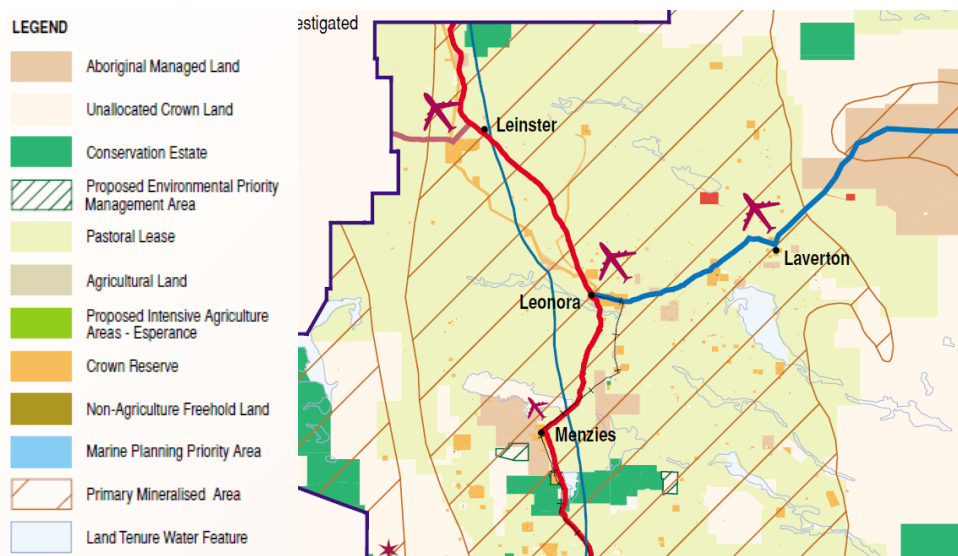 estigated
LEGEND
Aboriginal Managed Land
Unallocated Crown Land
Conservation Estate
Proposed Environmental Priority
Management Area
Pastoral Lease
Agricultural Land
Proposed Intensive Agriculture
Areas - Esperance
Crown Reserve
Non-Agriculture Freehold Land
Marine Planning Priority Area
Primary Mineralised Area
Land Tenure Water Feature
Leinster
Laverton
Leonora
Menzies